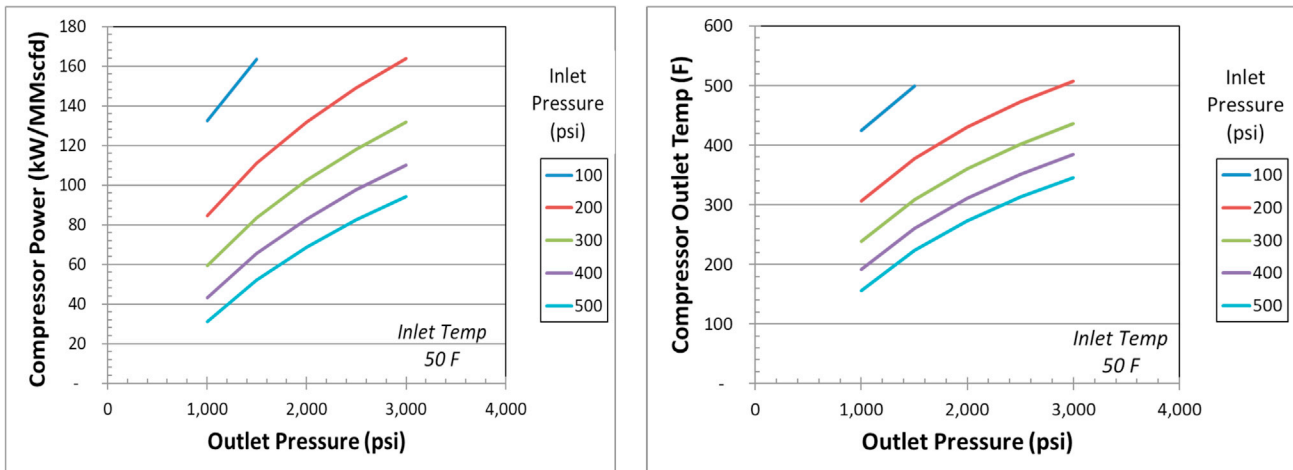 Compressor Power (kW/MMscfd)
180
160
140
120
100
80
60
40
20
-
0
1,000
2,000
3,000
4,000
Outlet Pressure (psi)
Inlet Temp
50 F
Inlet
Pressure
(psi)
100
200
300
400
500
Compressor Outlet Temp (F)
600
500
400
300
200
100
-
0
1,000
2,000
3,000
4,000
Outlet Pressure (psi)
Inlet Temp
50 F
Inlet
Pressure
(psi)
100
200
300
400
500